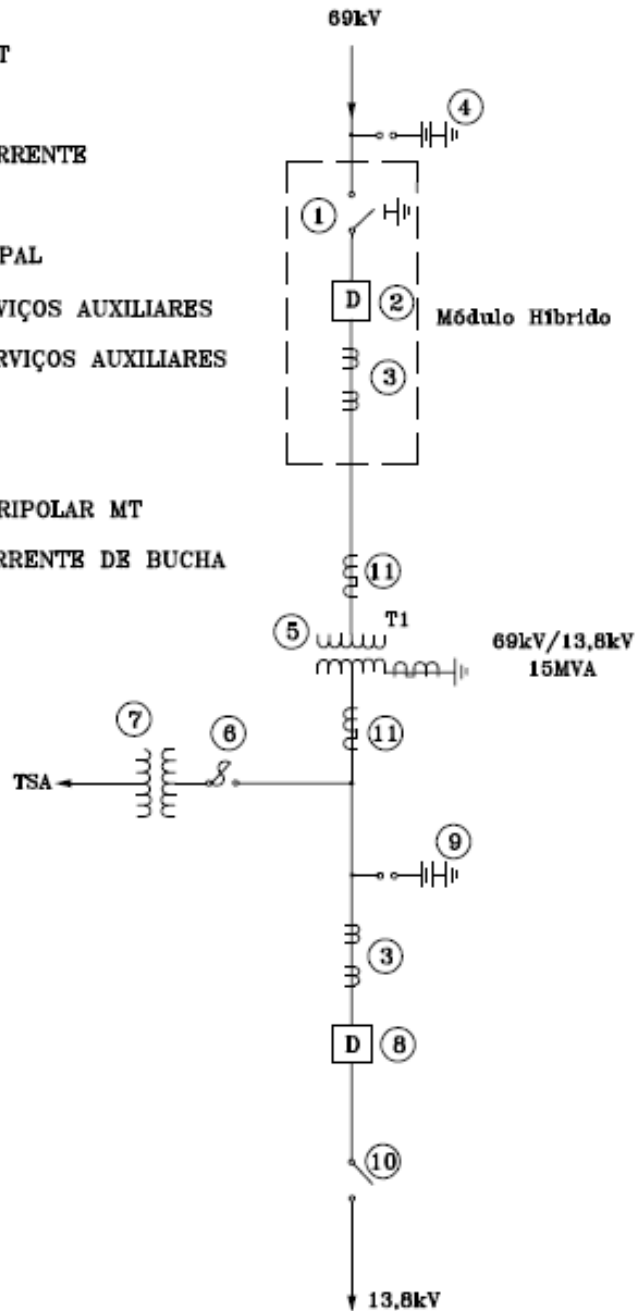 69kV
T
4
RRENTE
1
PAL
D
2
VIÇOS AUXILIARES
Módulo Híbrido
RVIÇOS AUXILIARES
3
RIPOLAR MT
RRENTE DE BUCHA
11
5
T1
69kV/13,8kV
15MVA
7
6
11
TSA
9
3
D
8
10
13,8kV